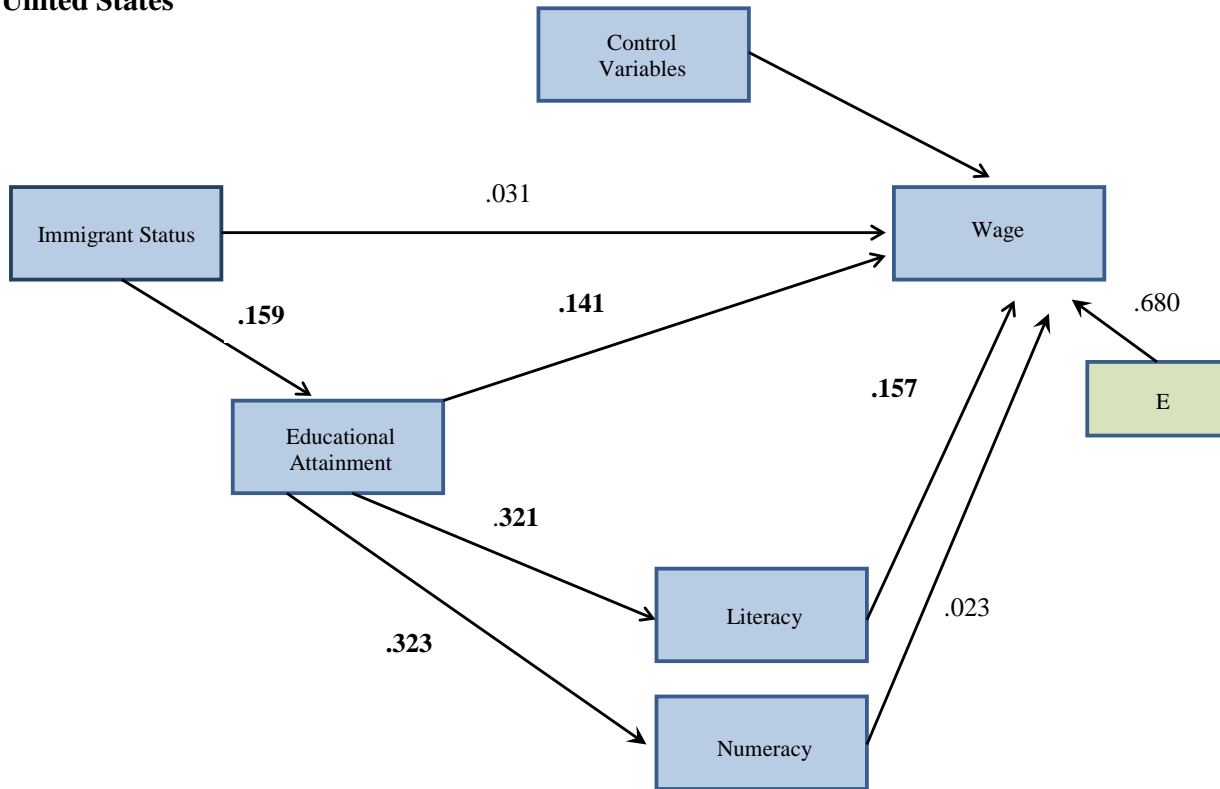 United States
Control
Variables
.031
Immigrant Status
Wage
.159
.141
.680
.157
E
Educational
Attainment
.321
Literacy
.023
.323
Numeracy